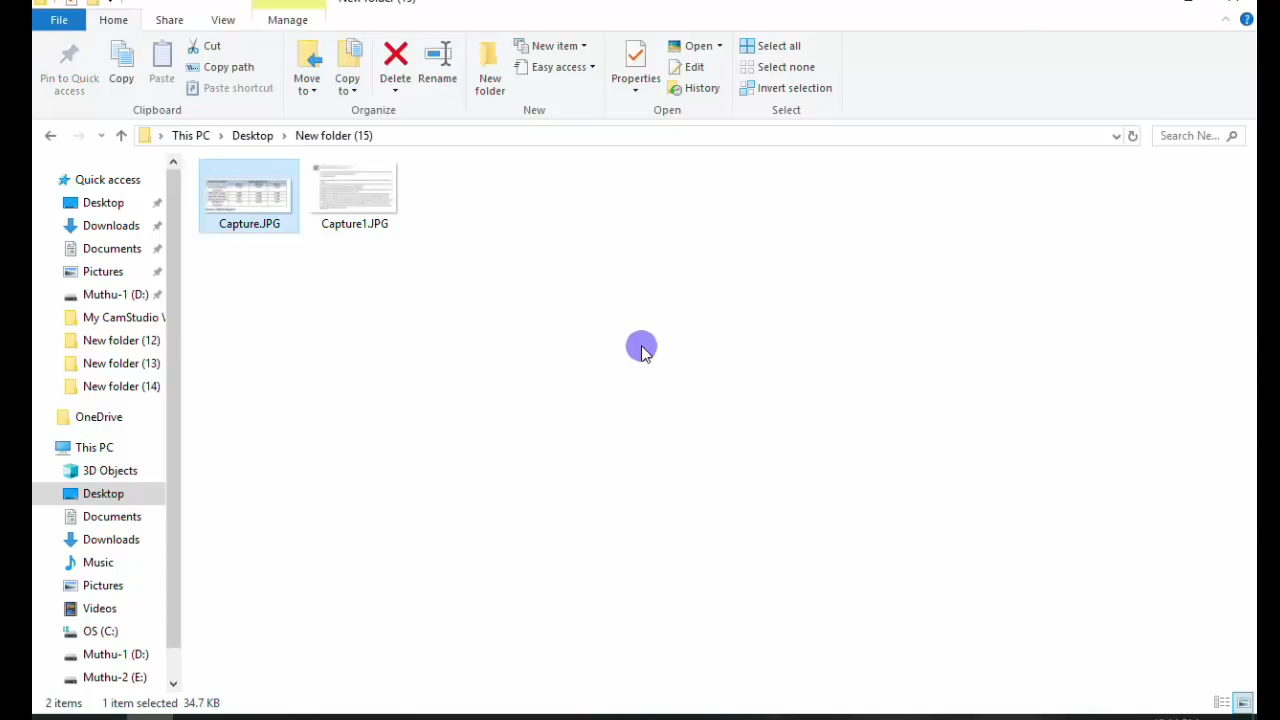 New folder (15)
File Home Share View Manage
Pin to Quick access
Copy
Paste
Cut
Copy path
Paste shortcut
Clipboard
Move to
Copy to
Delete
Rename
Organize
New folder
New item
Easy access
New
Properties
Open
Edit
History
Open
Select all
Select none
Invert selection
Select
This PC > Desktop > New folder (15)
Search Ne...
Quick access
Desktop
Downloads
Documents
Pictures
Muthu-1 (D:)
My CamStudio
New folder (12)
New folder (13)
New folder (14)
OneDrive
This PC
3D Objects
Desktop
Documents
Downloads
Music
Pictures
Videos
OS (C:)
Muthu-1 (D:)
Muthu-2 (E:)
Capture.JPG
Capture1.JPG
2 items 1 item selected 34.7 KB